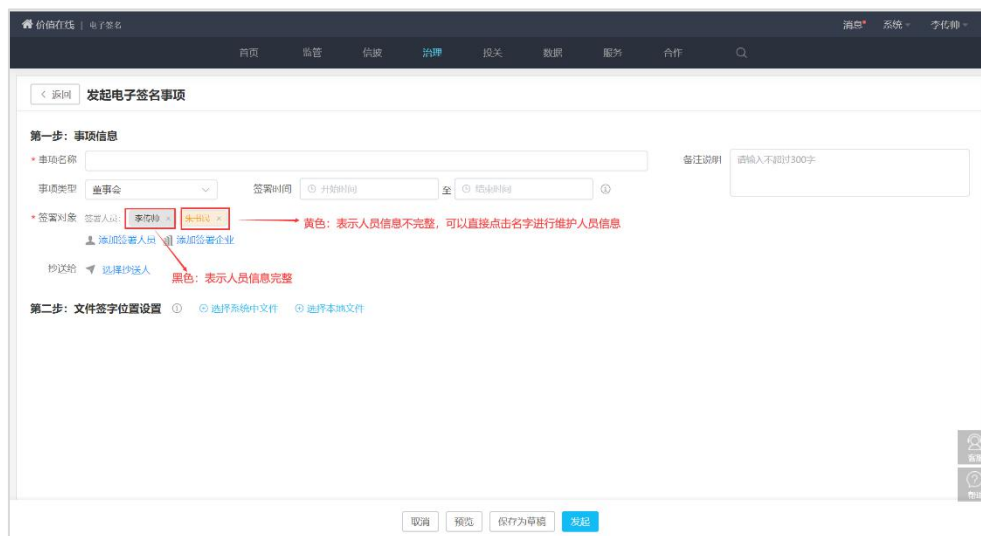 价值在线 | 电子签名 消息 系统 李传帅
首页 监管 信披 治理 投关 数据 服务 合作
< 返回 发起电子签名事项
第一步：事项信息
* 事项名称 备注说明 请输入不超过300字
事项类型 董事会 签署时间 开始时间 至 结束时间
* 签署对象 签署人员: 李传帅 × × 黄色：表示人员信息不完整，可以直接点击名字进行维护人员信息
添加签署人员 添加签署企业
抄送给 选择抄送人
黑色：表示人员信息完整
第二步：文件签字位置设置 选择系统中文件 选择本地文件
客服
帮助
取消 预览 保存为草稿 发起